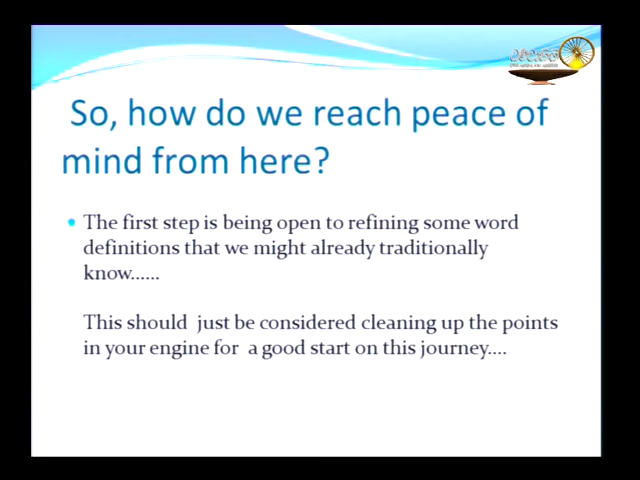 So, how do we reach peace of
mind from here?
The first step is being open to refining some word
definitions that we might already traditionally
know......
This should  just be considered cleaning up the points
in your engine for  a good start on this journey....